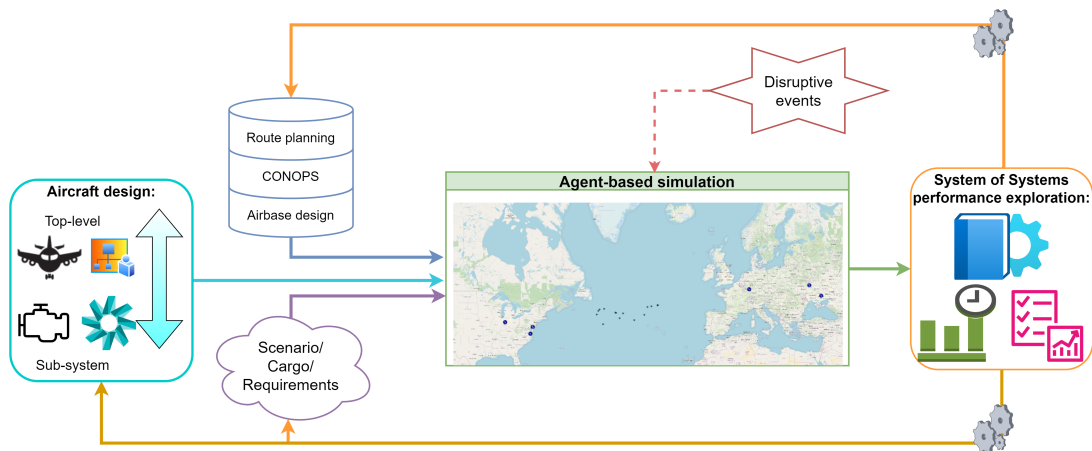 Disruptive
events
Route planning
CONOPS
Airbase design
Aircraft design:
Top-level
Sub-system
Agent-based simulation
System of Systems
performance exploration:
Scenario/
Cargo/
Requirements